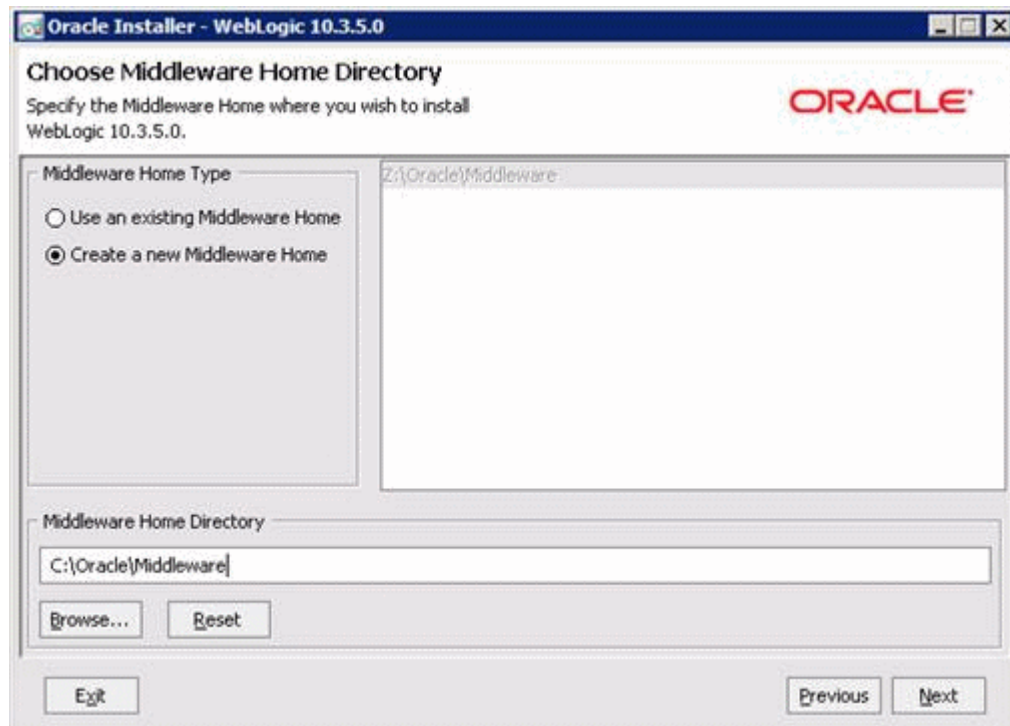 Oracle Installer - WebLogic 10.3.5.0
Choose Middleware Home Directory
Specify the Middleware Home where you wish to install
WebLogic 10.3.5.0.
ORACLE
Middleware Home Type
Use an existing Middleware Home
Create a new Middleware Home
Z:\Oracle\Middleware
Middleware Home Directory
C:\Oracle\Middleware
Browse...
Reset
Exit
Previous
Next